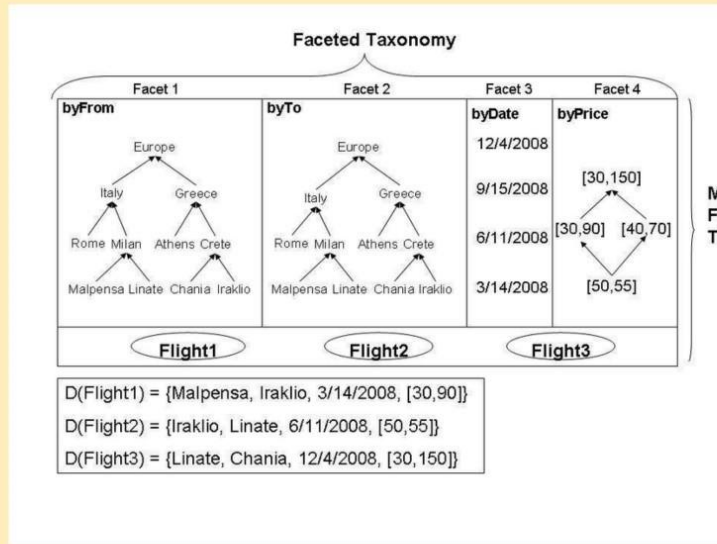 Faceted Taxonomy
Facet 1 Facet 2 Facet 3 Facet 4
byFrom byTo byDate byPrice
Europe Europe 12/4/2008
Italy Greece Italy Greece 9/15/2008 [30,150]
Rome Milan Athens Crete Rome Milan Athens Crete 6/11/2008 [30,90] [40,70]
Malpensa Linate Chania Iraklio Malpensa Linate Chania Iraklio 3/14/2008 [50,55]
M
F
T
Flight1 Flight2 Flight3
D(Flight1) = {Malpensa, Iraklio, 3/14/2008, [30,90]}
D(Flight2) = {Iraklio, Linate, 6/11/2008, [50,55]}
D(Flight3) = {Linate, Chania, 12/4/2008, [30,150]}